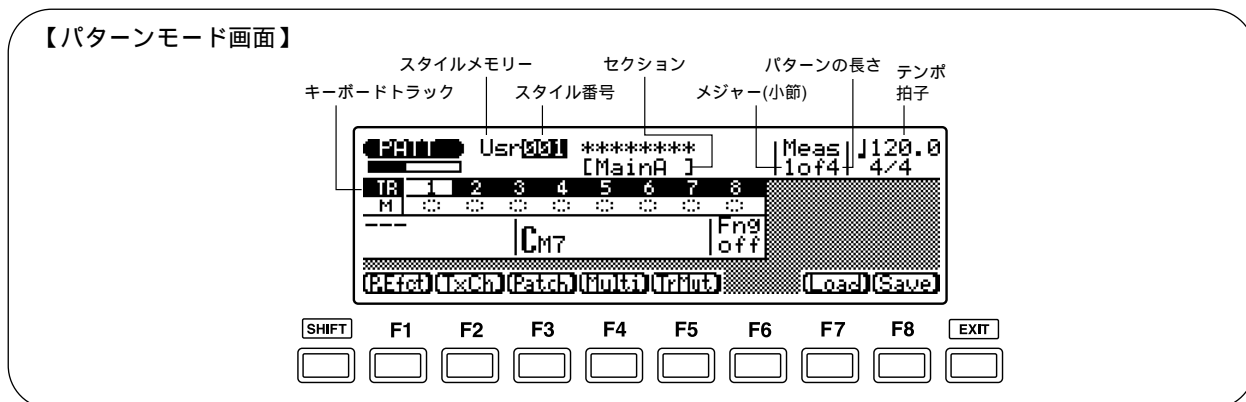 【パターンモード画面】
スタイルメモリー セクション パターンの長さ テンポ
キーボードトラック スタイル番号 メジャー(小節) 拍子
PATT Usr001 ******** Meas ♩120.0
[MainA ] 1of4 4/4
TR 1 2 3 4 5 6 7 8
M
--- CM7 Fng
off
P.Efct TxCh Patch Multi TrMut Load Save
SHIFT F1 F2 F3 F4 F5 F6 F7 F8 EXIT